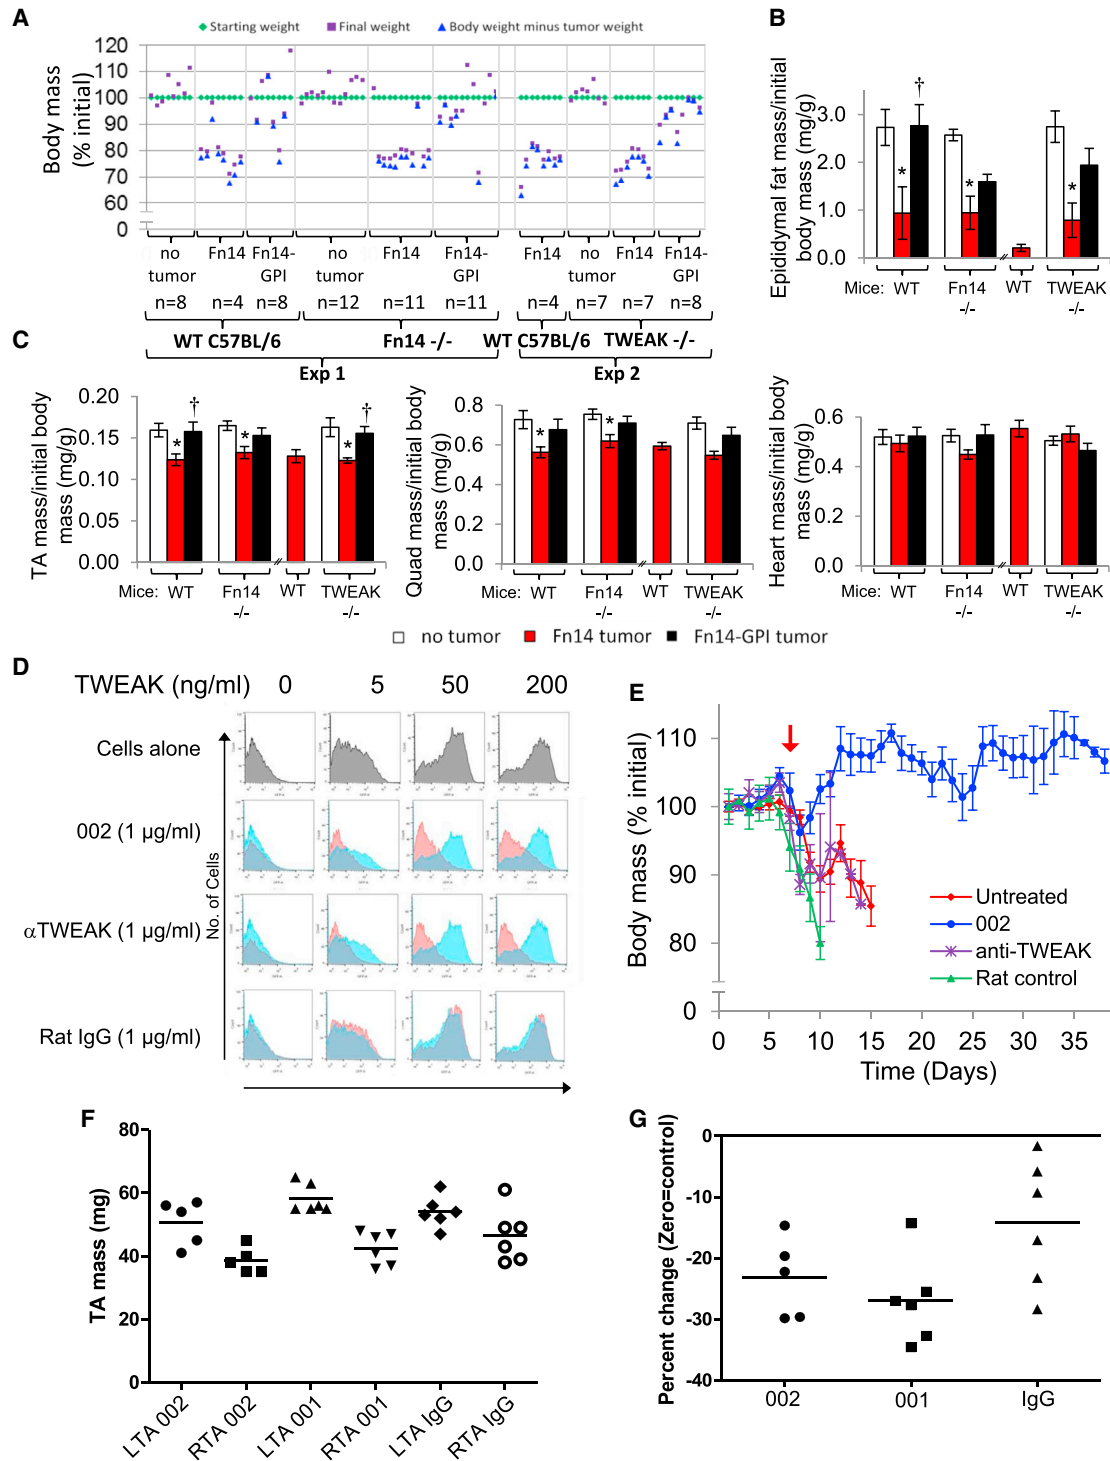 A
Starting weight
Final weight
Body weight minus tumor weight
Body mass
(% initial)
120
110
100
90
80
70
60
0
no
tumor
Fn14
Fn14-
GPI
no
tumor
Fn14
Fn14-
GPI
Fn14
no
tumor
Fn14
Fn14-
GPI
n=8
n=4
n=8
n=12
n=11
n=11
n=4
n=7
n=7
n=8
WT C57BL/6
Fn14 -/-
WT C57BL/6
TWEAK -/-
Exp 1
Exp 2
B
Epididymal fat mass/initial
body mass (mg/g)
3.0
2.0
1.0
0.0
*
†
*
*
Mice:
WT
Fn14
-/-
WT
TWEAK
-/-
C
TA mass/initial body
mass (mg/g)
0.20
0.15
0.10
0.05
0.00
*
†
*
*
†
Mice:
WT
Fn14
-/-
WT
TWEAK
-/-
Quad mass/initial body
mass (mg/g)
0.8
0.6
0.4
0.2
0.0
*
*
Mice:
WT
Fn14
-/-
WT
TWEAK
-/-
Heart mass/initial body
mass (mg/g)
0.6
0.4
0.2
0.0
Mice:
WT
Fn14
-/-
WT
TWEAK
-/-
no tumor
Fn14 tumor
Fn14-GPI tumor
D
TWEAK (ng/ml)
0
5
50
200
Cells alone
002 (1 µg/ml)
αTWEAK (1 µg/ml)
Rat IgG (1 µg/ml)
No. of Cells
E
Body mass (% initial)
110
100
90
80
0
0
5
10
15
20
25
30
35
Time (Days)
Untreated
002
anti-TWEAK
Rat control
F
TA mass (mg)
80
60
40
20
0
LTA 002
RTA 002
LTA 001
RTA 001
LTA IgG
RTA IgG
G
Percent change (Zero=control)
0
-10
-20
-30
-40
002
001
IgG